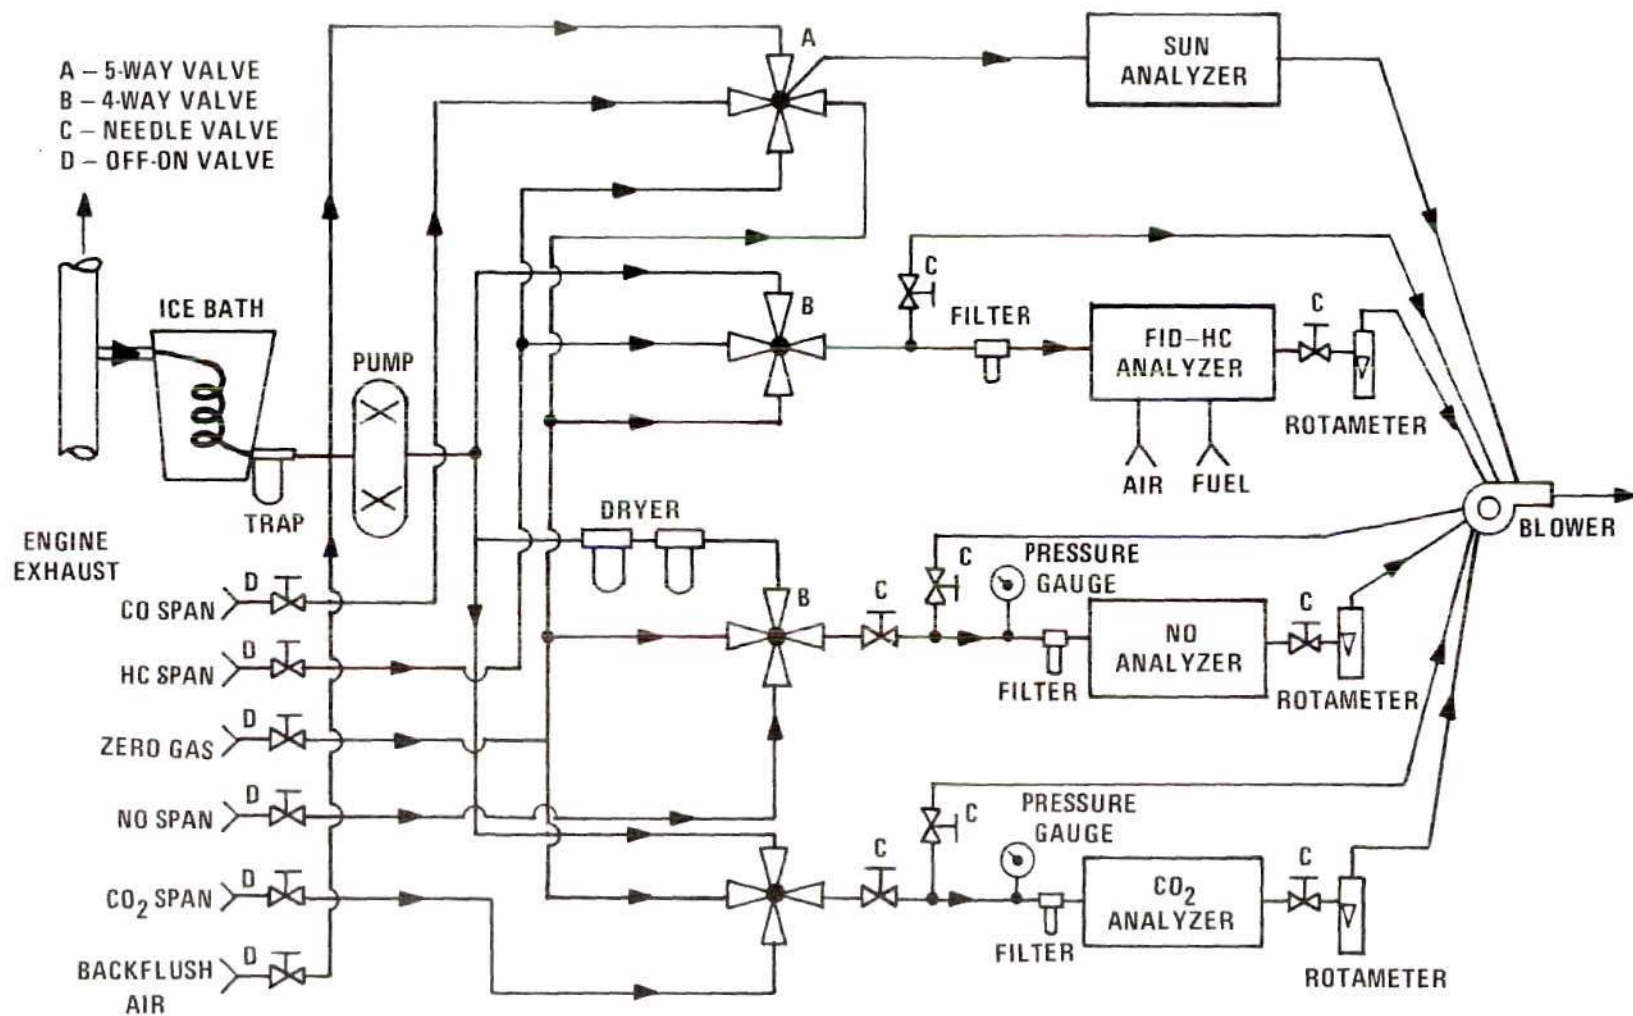 A – 5-WAY VALVE
B – 4-WAY VALVE
C – NEEDLE VALVE
D – OFF-ON VALVE
A
SUN
ANALYZER
ICE BATH
PUMP
TRAP
ENGINE
EXHAUST
B
C
FILTER
FID–HC
ANALYZER
C
ROTAMETER
AIR
FUEL
BLOWER
DRYER
B
C
C
PRESSURE
GAUGE
FILTER
NO
ANALYZER
C
ROTAMETER
D
CO SPAN
D
HC SPAN
D
ZERO GAS
D
NO SPAN
D
CO₂ SPAN
D
BACKFLUSH
AIR
C
C
PRESSURE
GAUGE
FILTER
CO₂
ANALYZER
C
ROTAMETER